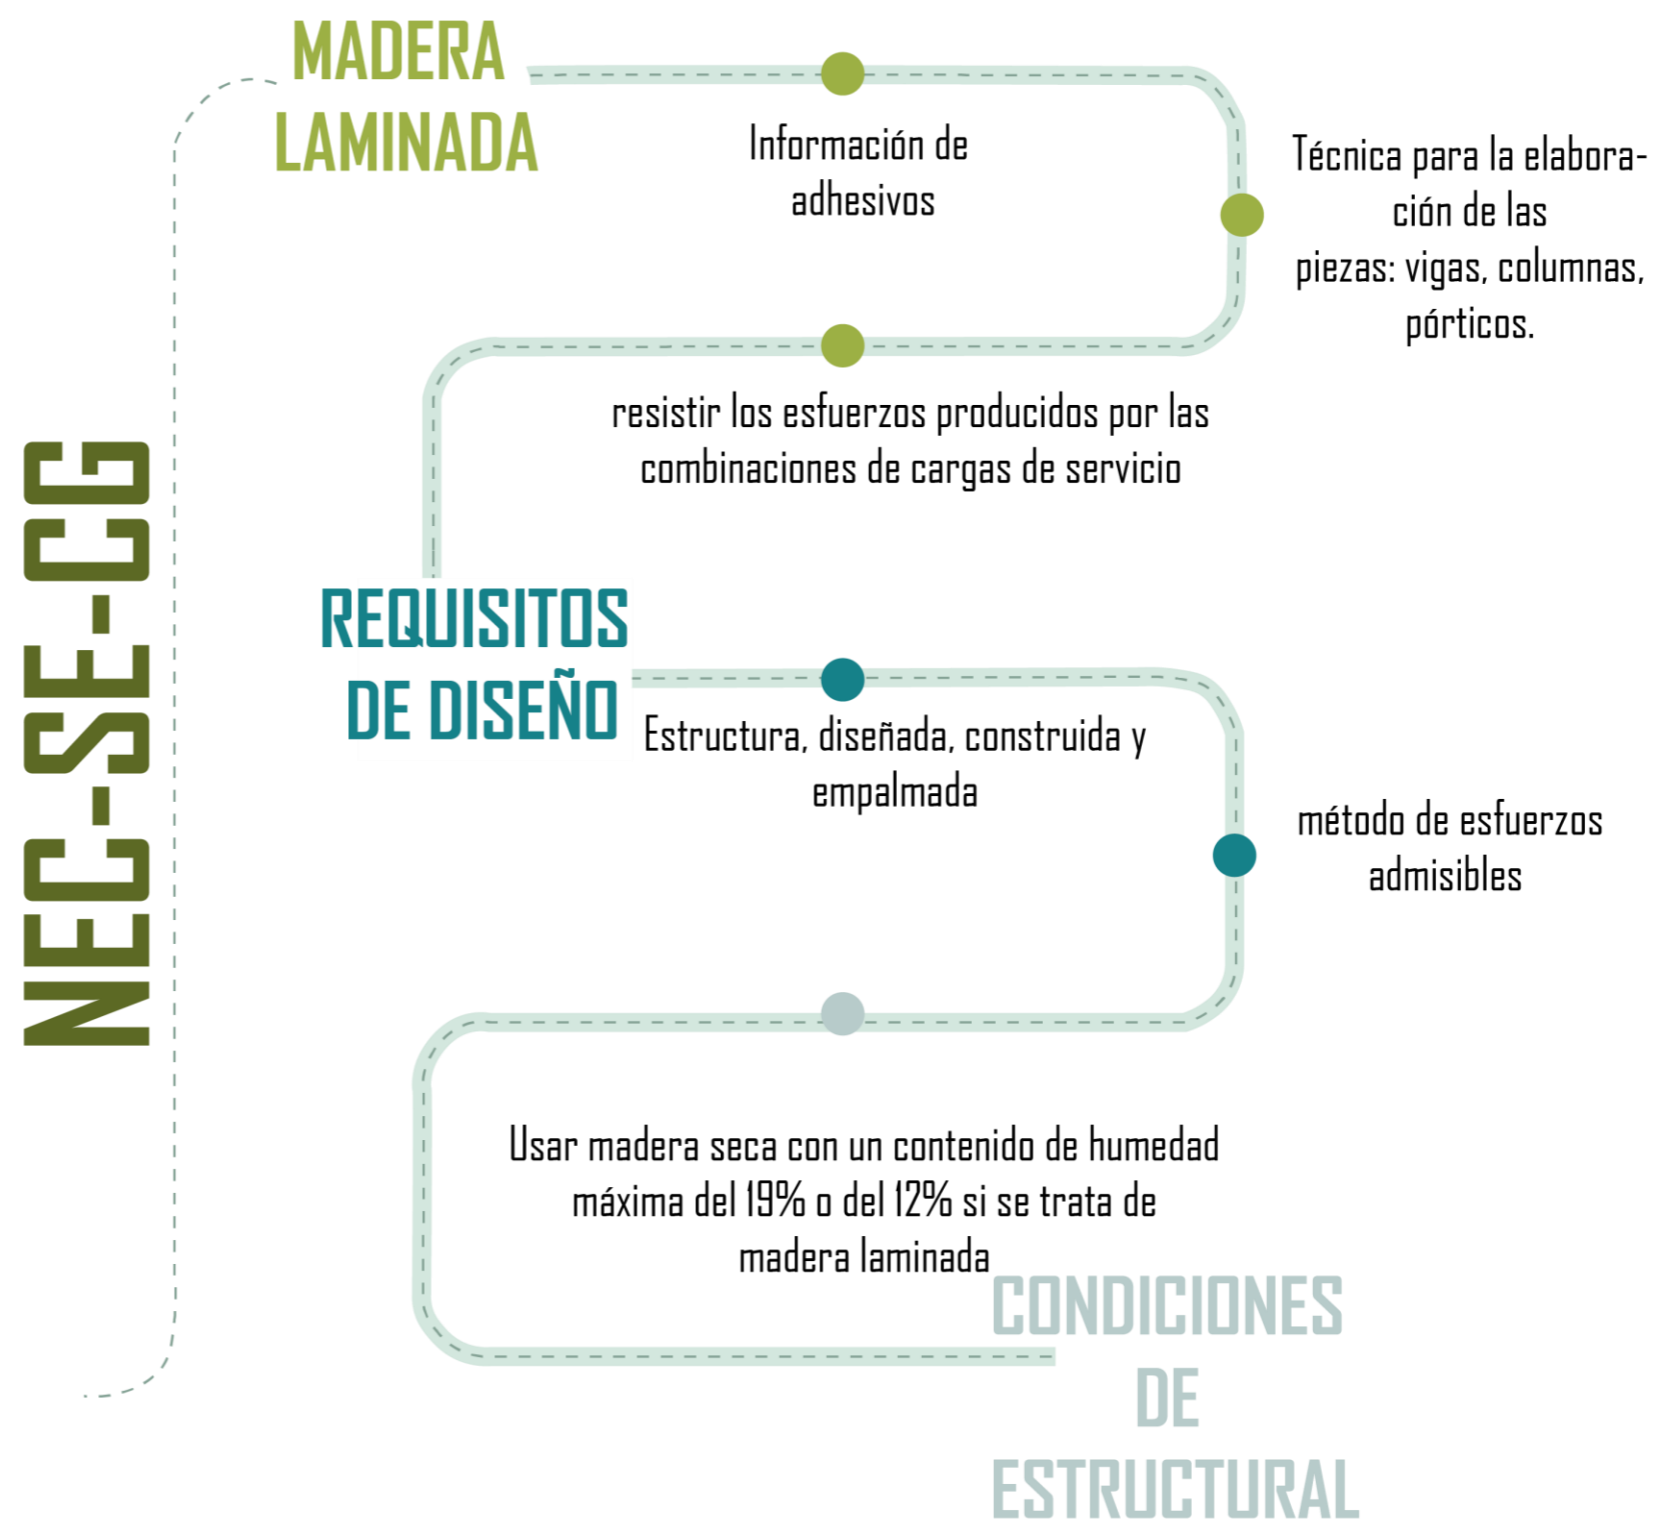 NEC-SE-CG
MADERA
LAMINADA
Información de
adhesivos
Técnica para la elabora-
ción de las
piezas: vigas, columnas,
pórticos.
resistir los esfuerzos producidos por las
combinaciones de cargas de servicio
REQUISITOS
DE DISEÑO
Estructura, diseñada, construida y
empalmada
método de esfuerzos
admisibles
Usar madera seca con un contenido de humedad
máxima del 19% o del 12% si se trata de
madera laminada
CONDICIONES
DE
ESTRUCTURAL